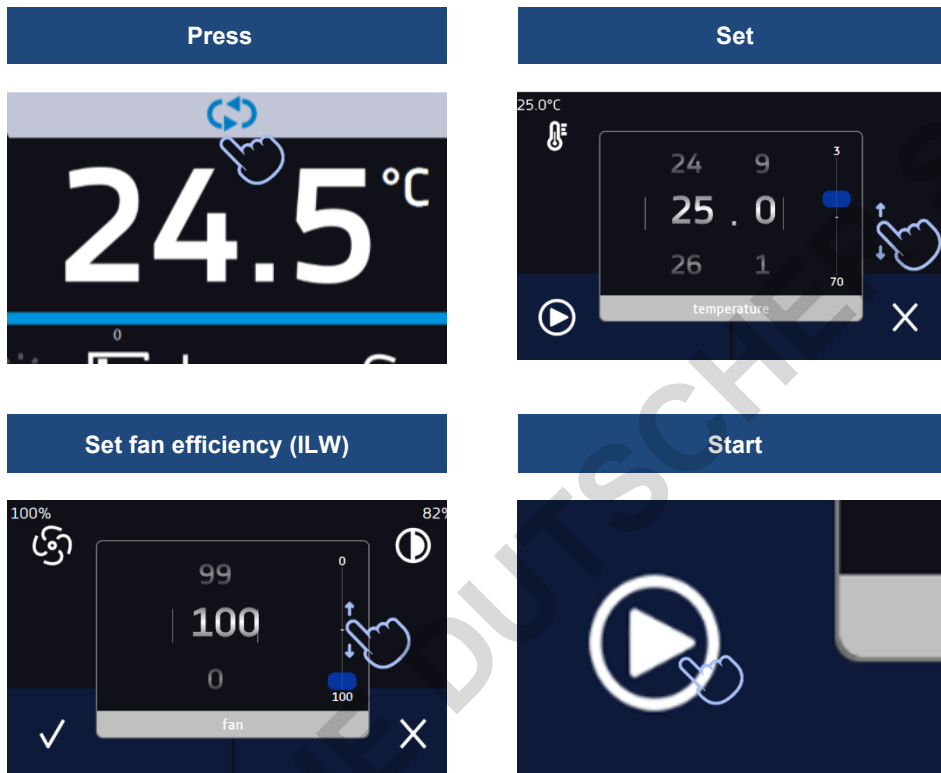 Press
24.5°C
0
Set
25.0°C
24 9
3
25 . 0
26 1
70
temperature
Set fan efficiency (ILW)
100%
82%
99
0
100
0
100
fan
Start